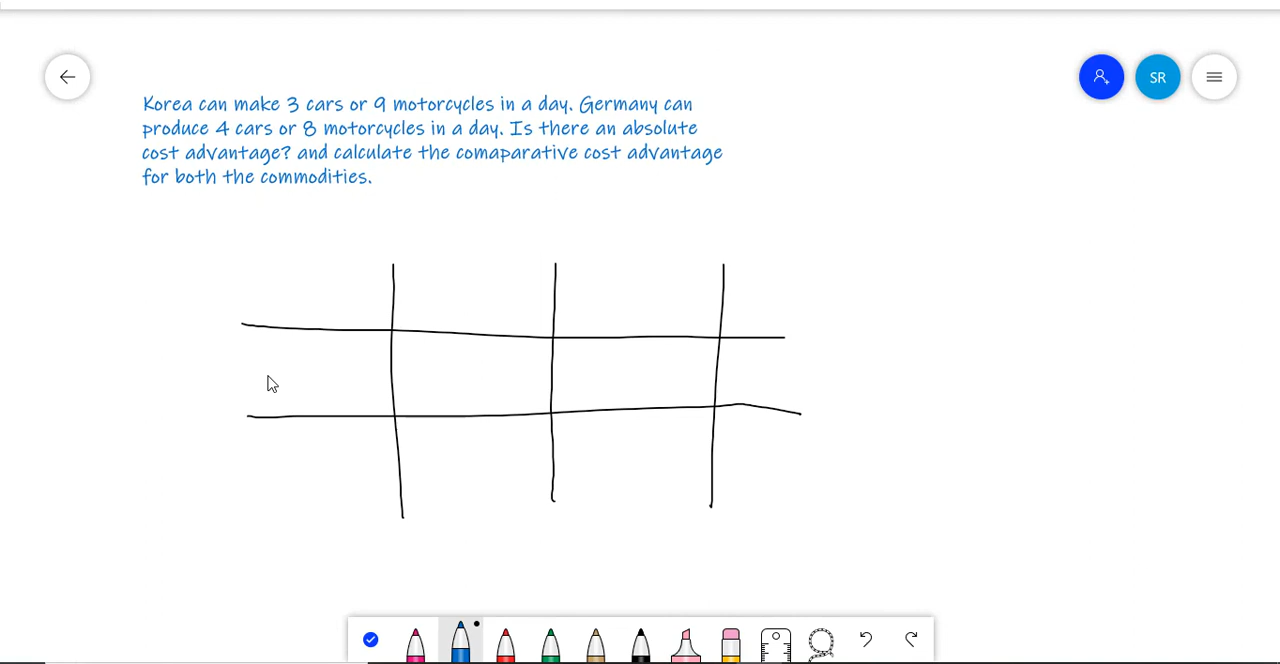 SR
Korea can make 3 cars or 9 motorcycles in a day. Germany can
produce 4 cars or 8 motorcycles in a day. Is there an absolute
cost advantage? and calculate the comaparative cost advantage
for both the commodities.